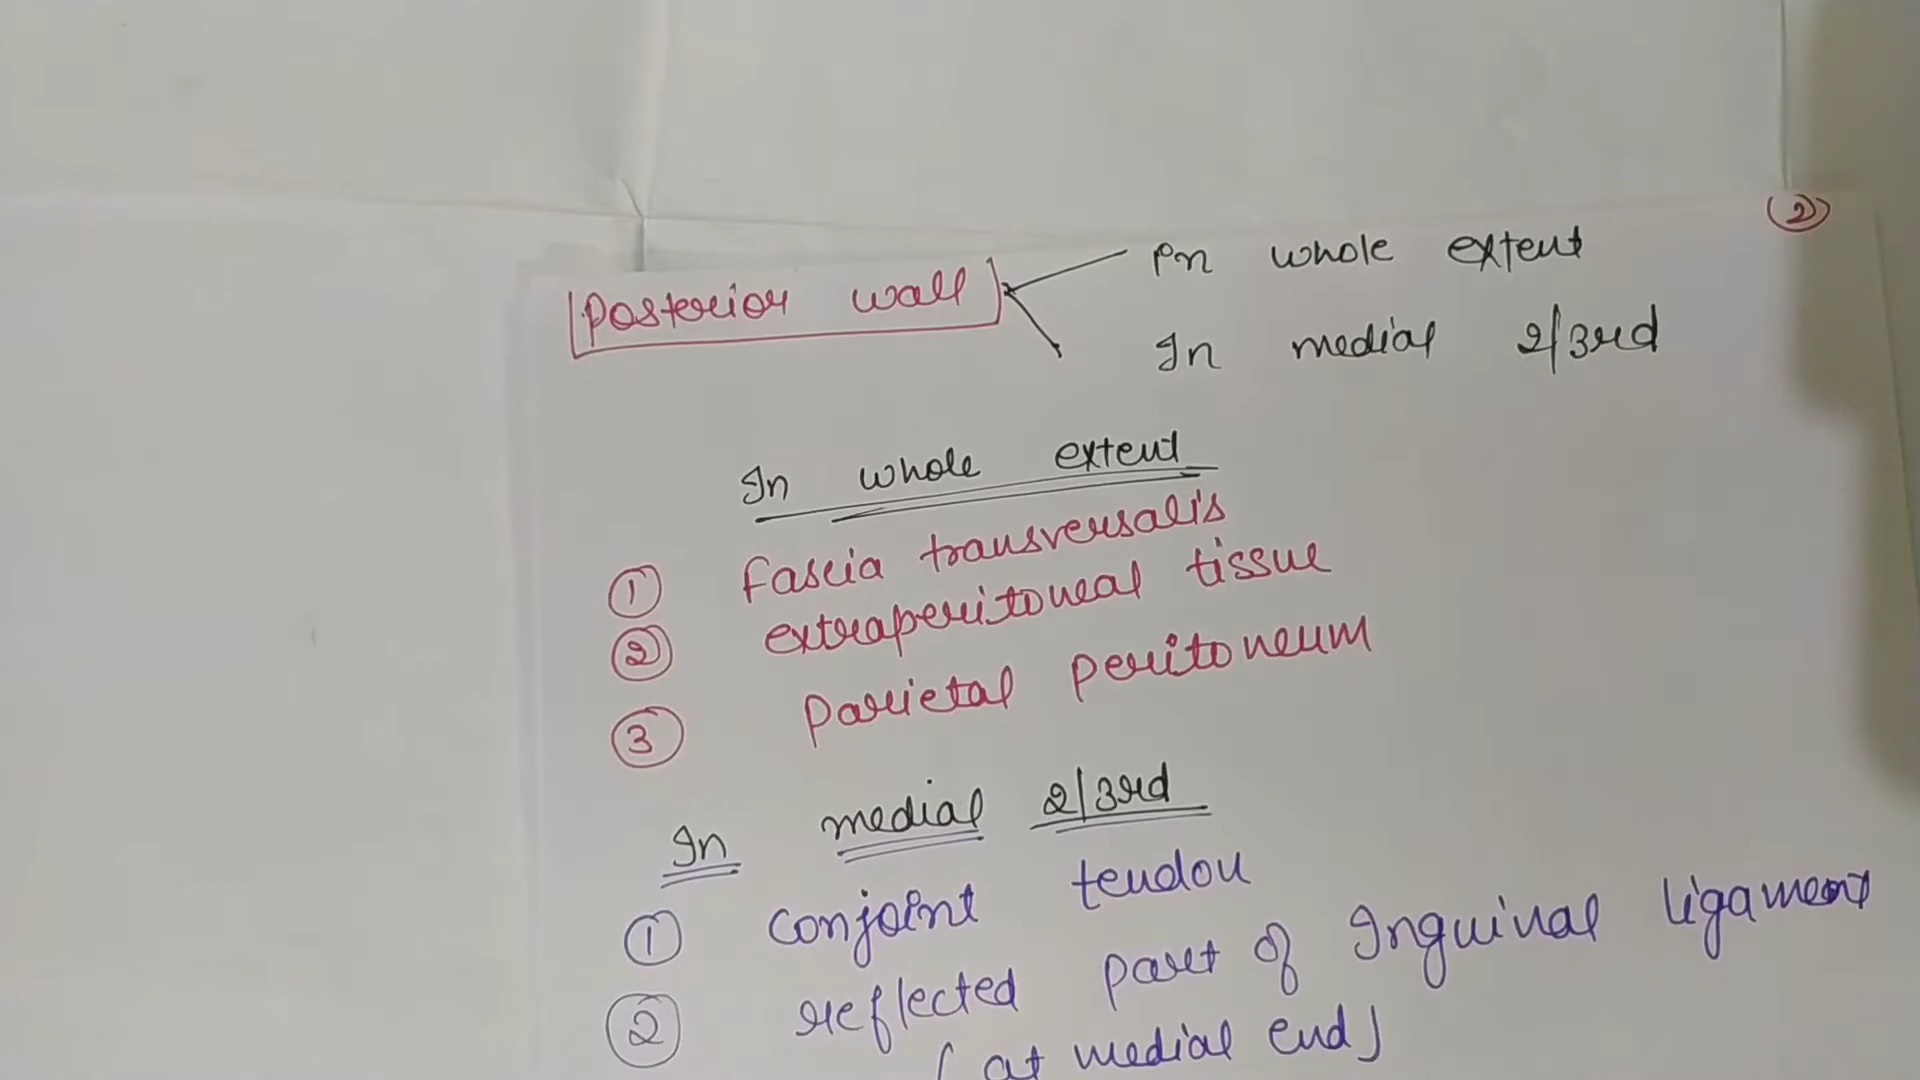 (2)
Posterior wall
In whole extent
In medial 2/3rd
In whole extent
① Fascia transversalis
② extraperitoneal tissue
③ Parietal peritoneum
In medial 2/3rd
① conjoint tendon
② reflected part of Inguinal ligament
(at medial end)